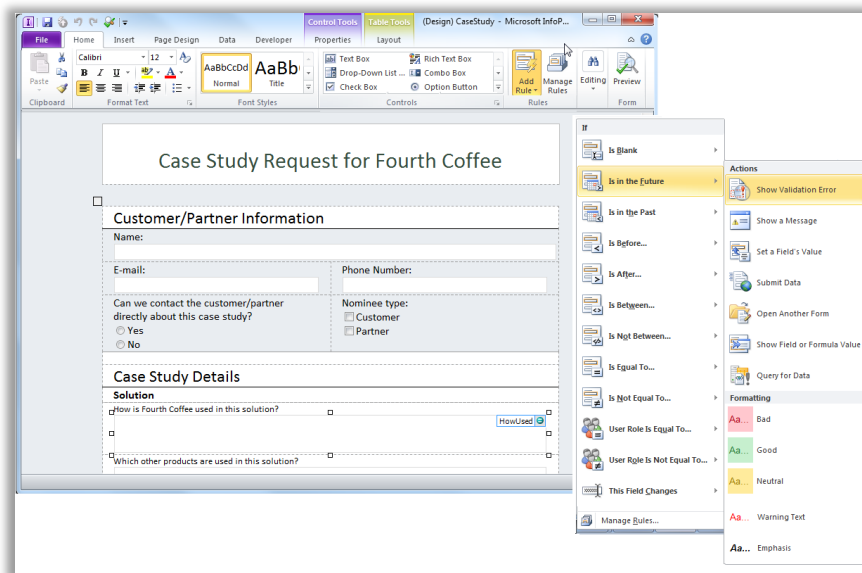 Control Tools Table Tools (Design) CaseStudy - Microsoft InfoP...
File Home Insert Page Design Data Developer Properties Layout
Paste
Clipboard
Calibri 12
B I U
Format Text
AaBbCcDd AaBb
Normal Title
Font Styles
Text Box Rich Text Box
Drop-Down List ... Combo Box
Check Box Option Button
Controls
Add Rule Manage Rules
Rules
Editing
Preview
Form
Case Study Request for Fourth Coffee
Customer/Partner Information
Name:
E-mail: Phone Number:
Can we contact the customer/partner
directly about this case study?
Yes
No
Nominee type:
Customer
Partner
Case Study Details
Solution
How is Fourth Coffee used in this solution?
HowUsed
Which other products are used in this solution?
If
Is Blank
Is in the Future
Is in the Past
Is Before...
Is After...
Is Between...
Is Not Between...
Is Equal To...
Is Not Equal To...
User Role Is Equal To...
User Role Is Not Equal To...
This Field Changes
Manage Rules...
Actions
Show Validation Error
Show a Message
Set a Field's Value
Submit Data
Open Another Form
Show Field or Formula Value
Query for Data
Formatting
Aa... Bad
Aa... Good
Aa... Neutral
Aa... Warning Text
Aa... Emphasis